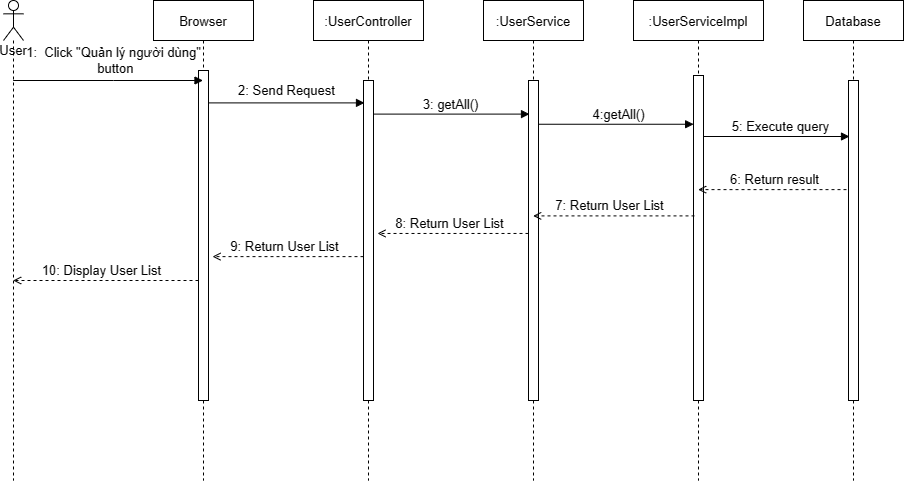 Browser
:UserController
:UserService
:UserServiceImpl
Database
User
1: Click "Quản lý người dùng"
button
2: Send Request
3: getAll()
4:getAll()
5: Execute query
6: Return result
7: Return User List
8: Return User List
9: Return User List
10: Display User List